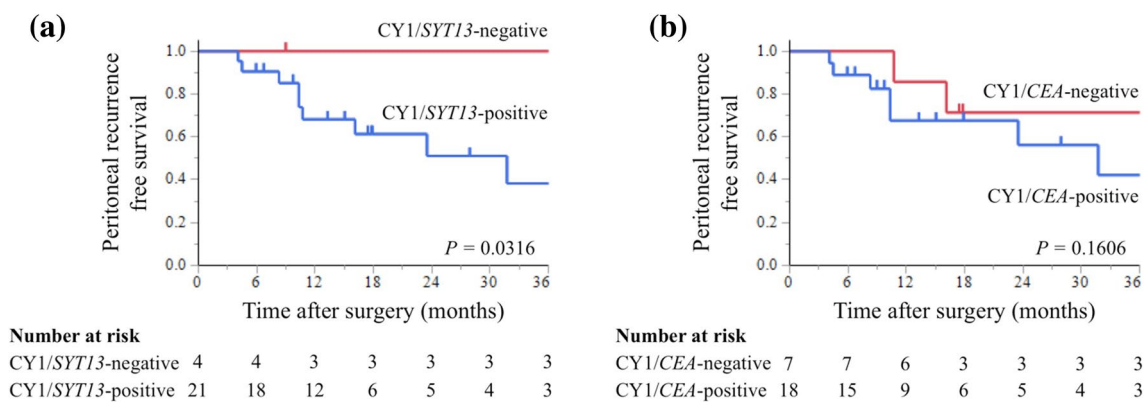 (a)
CY1/SYT13-negative
CY1/SYT13-positive
Peritoneal recurrence
free survival
1.0
0.8
0.6
0.4
0.2
0.0
P = 0.0316
0 6 12 18 24 30 36
Time after surgery (months)
Number at risk
CY1/SYT13-negative 4 4 3 3 3 3 3
CY1/SYT13-positive 21 18 12 6 5 4 3
(b)
CY1/CEA-negative
CY1/CEA-positive
Peritoneal recurrence
free survival
1.0
0.8
0.6
0.4
0.2
0.0
P = 0.1606
0 6 12 18 24 30 36
Time after surgery (months)
Number at risk
CY1/CEA-negative 7 7 6 3 3 3 3
CY1/CEA-positive 18 15 9 6 5 4 3